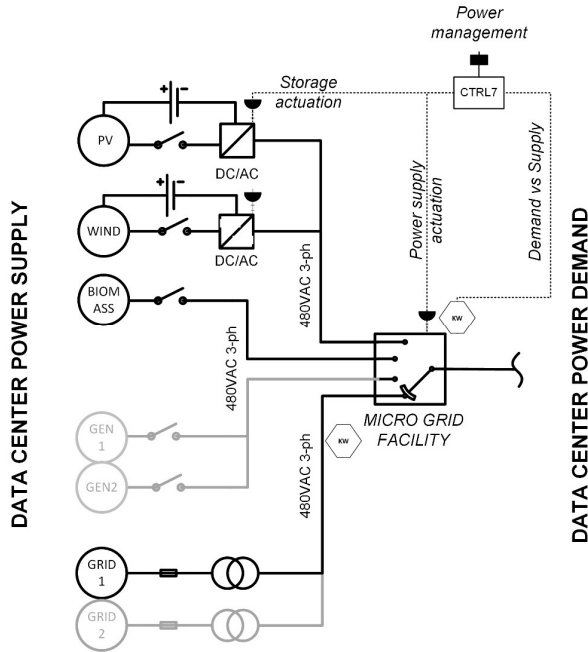 Power
management
CTRL7
Storage
actuation
+ -
PV
DC/AC
+ -
WIND
DC/AC
BIOM
ASS
480VAC 3-ph
480VAC 3-ph
Power supply
actuation
Demand vs Supply
KW
MICRO GRID
FACILITY
KW
480VAC 3-ph
GEN
1
GEN2
GRID
1
GRID
2
DATA CENTER POWER SUPPLY
DATA CENTER POWER DEMAND